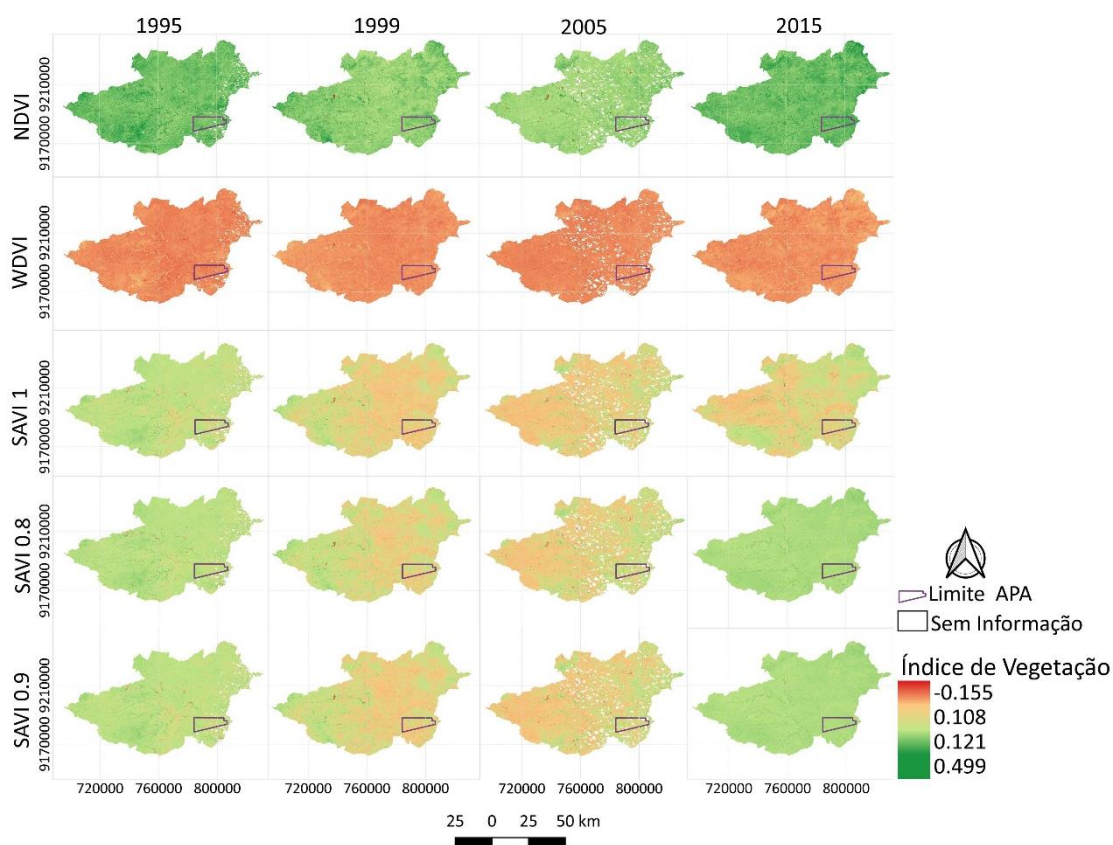 1995 1999 2005 2015
NDVI
9170000 9210000
WDVI
9170000 9210000
SAVI 1
9170000 9210000
SAVI 0.8
9170000 9210000
SAVI 0.9
9170000 9210000
720000 760000 800000 720000 760000 800000 720000 760000 800000 720000 760000 800000
25 0 25 50 km
Limite APA
Sem Informação
Índice de Vegetação
-0.155
0.108
0.121
0.499